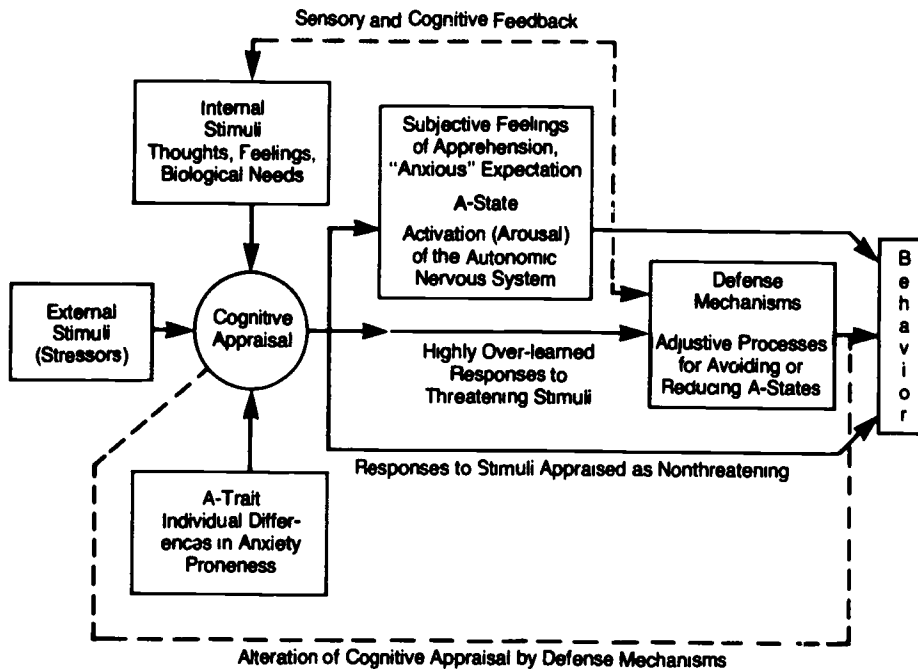 Sensory and Cognitive Feedback
Internal
Stimuli
Thoughts, Feelings,
Biological Needs
Subjective Feelings
of Apprehension,
"Anxious" Expectation
A-State
Activation (Arousal)
of the Autonomic
Nervous System
External
Stimuli
(Stressors)
Cognitive
Appraisal
Highly Over-learned
Responses to
Threatening Stimuli
Defense
Mechanisms
Adjustive Processes
for Avoiding or
Reducing A-States
Behavior
Responses to Stimuli Appraised as Nonthreatening
A-Trait
Individual Differ-
ences in Anxiety
Proneness
Alteration of Cognitive Appraisal by Defense Mechanisms